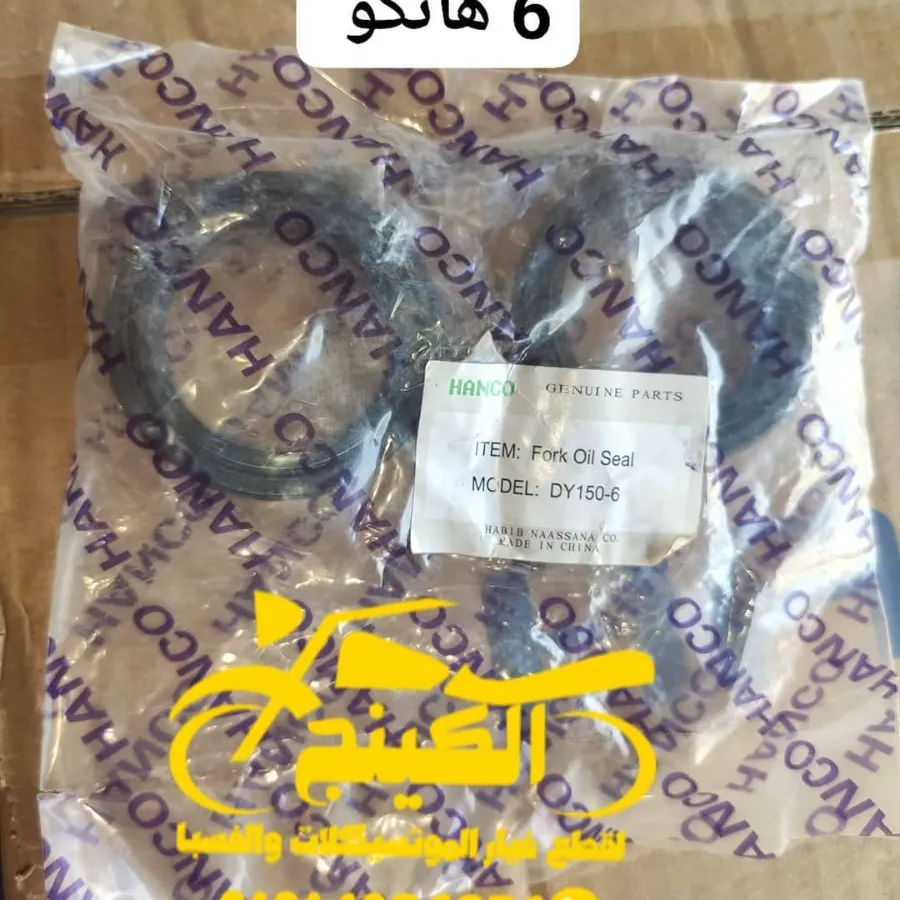 6 هانكو
HANCO GENUINE PARTS
ITEM: Fork Oil Seal
MODEL: DY150-6
HABIB NAASSANA CO.
MADE IN CHINA
الكينج
لقطع غيار الموتسيكلات والفسبا